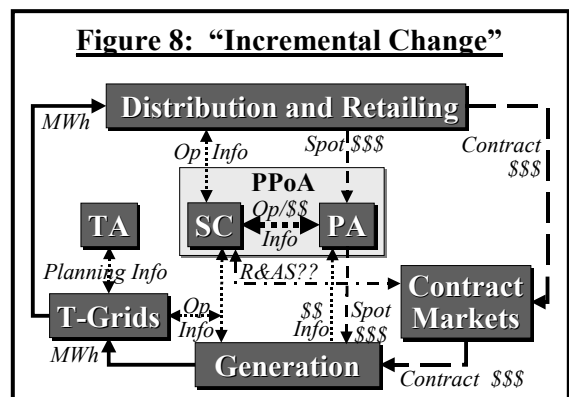 Figure 8: “Incremental Change”
Distribution and Retailing
MWh
Op Info
Spot $$$
Contract
$$$
PPoA
TA
SC
Op/$$
Info
PA
Planning Info
R&AS??
T-Grids
Op
Info
$$
Info
Spot
$$$
Contract
Markets
MWh
Generation
Contract $$$